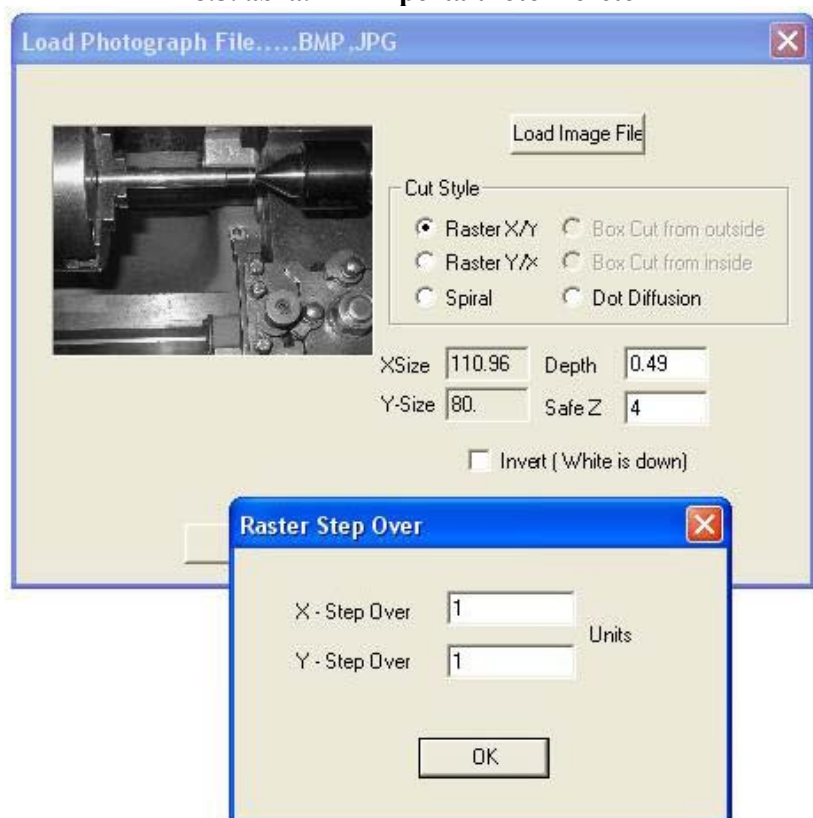 Load Photograph File.....BMP,JPG
Load Image File
Cut Style
Raster X/Y Box Cut from outside
Raster Y/X Box Cut from inside
Spiral Dot Diffusion
XSize 110.96 Depth 0.49
Y-Size 80. Safe Z 4
Invert ( White is down)
Raster Step Over
X - Step Over 1
Units
Y - Step Over 1
OK